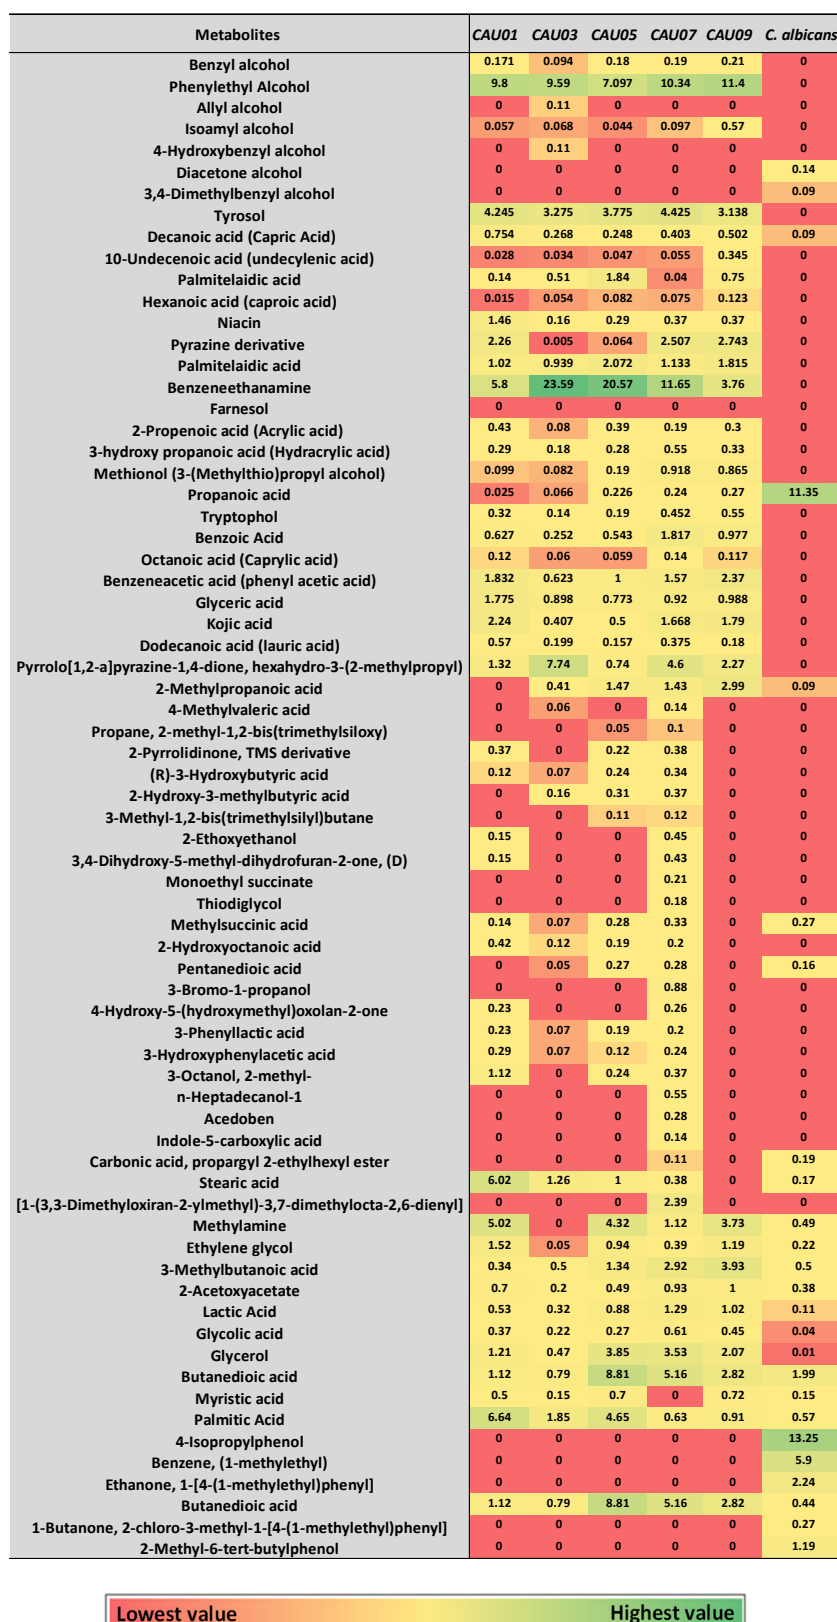 Metabolites CAU01 CAU03 CAU05 CAU07 CAU09 C. albicans
Benzyl alcohol 0.171 0.094 0.18 0.19 0.21 0
Phenylethyl Alcohol 9.8 9.59 7.097 10.34 11.4 0
Allyl alcohol 0 0.11 0 0 0 0
Isoamyl alcohol 0.057 0.068 0.044 0.097 0.57 0
4-Hydroxybenzyl alcohol 0 0.11 0 0 0 0
Diacetone alcohol 0 0 0 0 0 0.14
3,4-Dimethylbenzyl alcohol 0 0 0 0 0 0.09
Tyrosol 4.245 3.275 3.775 4.425 3.138 0
Decanoic acid (Capric Acid) 0.754 0.268 0.248 0.403 0.502 0.09
10-Undecenoic acid (undecylenic acid) 0.028 0.034 0.047 0.055 0.345 0
Palmitelaidic acid 0.14 0.51 1.84 0.04 0.75 0
Hexanoic acid (caproic acid) 0.015 0.054 0.082 0.075 0.123 0
Niacin 1.46 0.16 0.29 0.37 0.37 0
Pyrazine derivative 2.26 0.005 0.064 2.507 2.743 0
Palmitelaidic acid 1.02 0.939 2.072 1.133 1.815 0
Benzeneethanamine 5.8 23.59 20.57 11.65 3.76 0
Farnesol 0 0 0 0 0 0
2-Propenoic acid (Acrylic acid) 0.43 0.08 0.39 0.19 0.3 0
3-hydroxy propanoic acid (Hydracrylic acid) 0.29 0.18 0.28 0.55 0.33 0
Methionol (3-(Methylthio)propyl alcohol) 0.099 0.082 0.19 0.918 0.865 0
Propanoic acid 0.025 0.066 0.226 0.24 0.27 11.35
Tryptophol 0.32 0.14 0.19 0.452 0.55 0
Benzoic Acid 0.627 0.252 0.543 1.817 0.977 0
Octanoic acid (Caprylic acid) 0.12 0.06 0.059 0.14 0.117 0
Benzeneacetic acid (phenyl acetic acid) 1.832 0.623 1 1.57 2.37 0
Glyceric acid 1.775 0.898 0.773 0.92 0.988 0
Kojic acid 2.24 0.407 0.5 1.668 1.79 0
Dodecanoic acid (lauric acid) 0.57 0.199 0.157 0.375 0.18 0
Pyrrolo[1,2-a]pyrazine-1,4-dione, hexahydro-3-(2-methylpropyl) 1.32 7.74 0.74 4.6 2.27 0
2-Methylpropanoic acid 0 0.41 1.47 1.43 2.99 0.09
4-Methylvaleric acid 0 0.06 0 0.14 0 0
Propane, 2-methyl-1,2-bis(trimethylsiloxy) 0 0 0.05 0.1 0 0
2-Pyrrolidinone, TMS derivative 0.37 0 0.22 0.38 0 0
(R)-3-Hydroxybutyric acid 0.12 0.07 0.24 0.34 0 0
2-Hydroxy-3-methylbutyric acid 0 0.16 0.31 0.37 0 0
3-Methyl-1,2-bis(trimethylsilyl)butane 0 0 0.11 0.12 0 0
2-Ethoxyethanol 0.15 0 0 0.45 0 0
3,4-Dihydroxy-5-methyl-dihydrofuran-2-one, (D) 0.15 0 0 0.43 0 0
Monoethyl succinate 0 0 0 0.21 0 0
Thiodiglycol 0 0 0 0.18 0 0
Methylsuccinic acid 0.14 0.07 0.28 0.33 0 0.27
2-Hydroxyoctanoic acid 0.42 0.12 0.19 0.2 0 0
Pentanedioic acid 0 0.05 0.27 0.28 0 0.16
3-Bromo-1-propanol 0 0 0 0.88 0 0
4-Hydroxy-5-(hydroxymethyl)oxolan-2-one 0.23 0 0 0.26 0 0
3-Phenyllactic acid 0.23 0.07 0.19 0.2 0 0
3-Hydroxyphenylacetic acid 0.29 0.07 0.12 0.24 0 0
3-Octanol, 2-methyl- 1.12 0 0.24 0.37 0 0
n-Heptadecanol-1 0 0 0 0.55 0 0
Acedoben 0 0 0 0.28 0 0
Indole-5-carboxylic acid 0 0 0 0.14 0 0
Carbonic acid, propargyl 2-ethylhexyl ester 0 0 0 0.11 0 0.19
Stearic acid 6.02 1.26 1 0.38 0 0.17
[1-(3,3-Dimethyloxiran-2-ylmethyl)-3,7-dimethylocta-2,6-dienyl] 0 0 0 2.39 0 0
Methylamine 5.02 0 4.32 1.12 3.73 0.49
Ethylene glycol 1.52 0.05 0.94 0.39 1.19 0.22
3-Methylbutanoic acid 0.34 0.5 1.34 2.92 3.93 0.5
2-Acetoxyacetate 0.7 0.2 0.49 0.93 1 0.38
Lactic Acid 0.53 0.32 0.88 1.29 1.02 0.11
Glycolic acid 0.37 0.22 0.27 0.61 0.45 0.04
Glycerol 1.21 0.47 3.85 3.53 2.07 0.01
Butanedioic acid 1.12 0.79 8.81 5.16 2.82 1.99
Myristic acid 0.5 0.15 0.7 0 0.72 0.15
Palmitic Acid 6.64 1.85 4.65 0.63 0.91 0.57
4-Isopropylphenol 0 0 0 0 0 13.25
Benzene, (1-methylethyl) 0 0 0 0 0 5.9
Ethanone, 1-[4-(1-methylethyl)phenyl] 0 0 0 0 0 2.24
Butanedioic acid 1.12 0.79 8.81 5.16 2.82 0.44
1-Butanone, 2-chloro-3-methyl-1-[4-(1-methylethyl)phenyl] 0 0 0 0 0 0.27
2-Methyl-6-tert-butylphenol 0 0 0 0 0 1.19
Lowest value Highest value